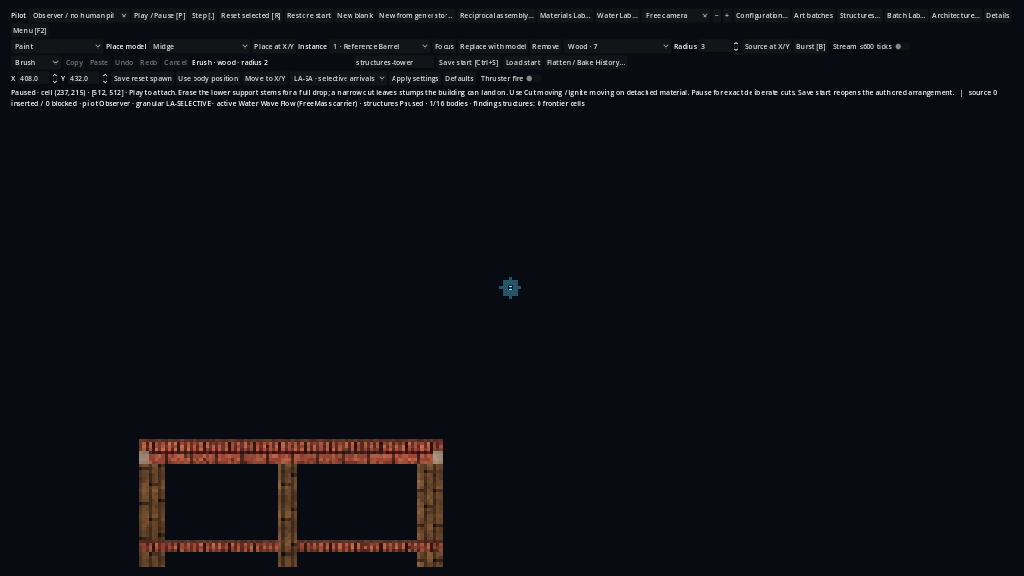 Pilot Observer / no human pil Play / Pause [P] Step [.] Reset selected [R] Restore start New blank New from generator... Reciprocal assembly... Materials Lab... Water Lab... Free camera − + Configuration... Art batches Structures... Batch Lab... Architecture... Details
Menu [F2]
Paint Place model Midge Place at X/Y Instance 1 · Reference Barrel Focus Replace with model Remove Wood · 7 Radius 3 Source at X/Y Burst [B] Stream ≤600 ticks
Brush Copy Paste Undo Redo Cancel Brush · wood · radius 2 structures-tower Save start [Ctrl+S] Load start Flatten / Bake History...
X 408.0 Y 432.0 Save reset spawn Use body position Move to X/Y LA-SA · selective arrivals Apply settings Defaults Thruster fire
Paused · cell (237, 215) · [512, 512] · Play to attach. Erase the lower support stems for a full drop; a narrow cut leaves stumps the building can land on. Use Cut moving / Ignite moving on detached material. Pause for exact deliberate cuts. Save start reopens the authored arrangement. | source 0
inserted / 0 blocked · pilot Observer · granular LA-SELECTIVE · active Water Wave Flow (FreeMass carrier) · structures Paused · 1/16 bodies · finding structures: 0 frontier cells